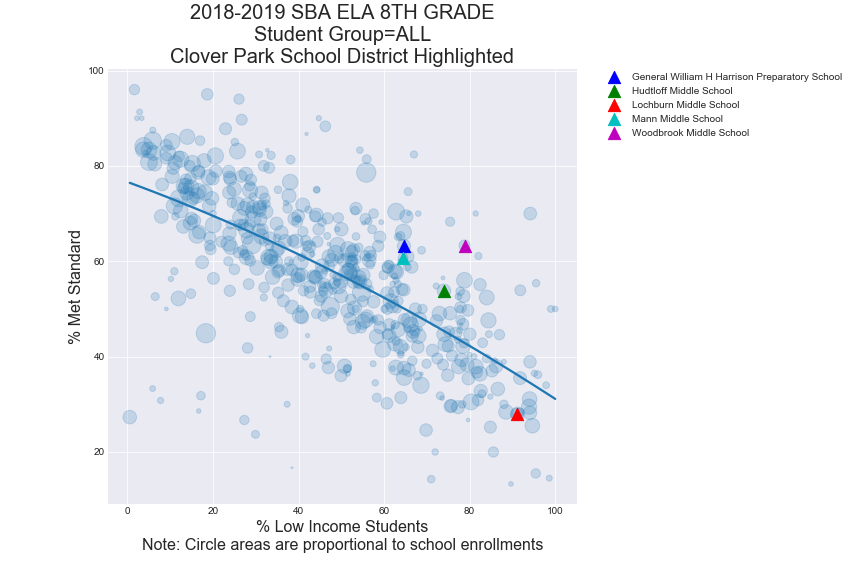 2018-2019 SBA ELA 8TH GRADE
Student Group=ALL
Clover Park School District Highlighted
General William H Harrison Preparatory School
Hudtloff Middle School
Lochburn Middle School
Mann Middle School
Woodbrook Middle School
% Met Standard
100
80
60
40
20
0 20 40 60 80 100
% Low Income Students
Note: Circle areas are proportional to school enrollments